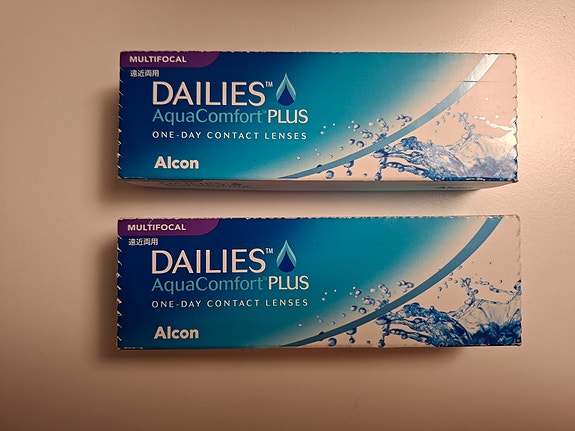 MULTIFOCAL
遠近両用
DAILIES™
AquaComfort® PLUS
ONE-DAY CONTACT LENSES
Alcon
MULTIFOCAL
遠近両用
DAILIES™
AquaComfort® PLUS
ONE-DAY CONTACT LENSES
Alcon